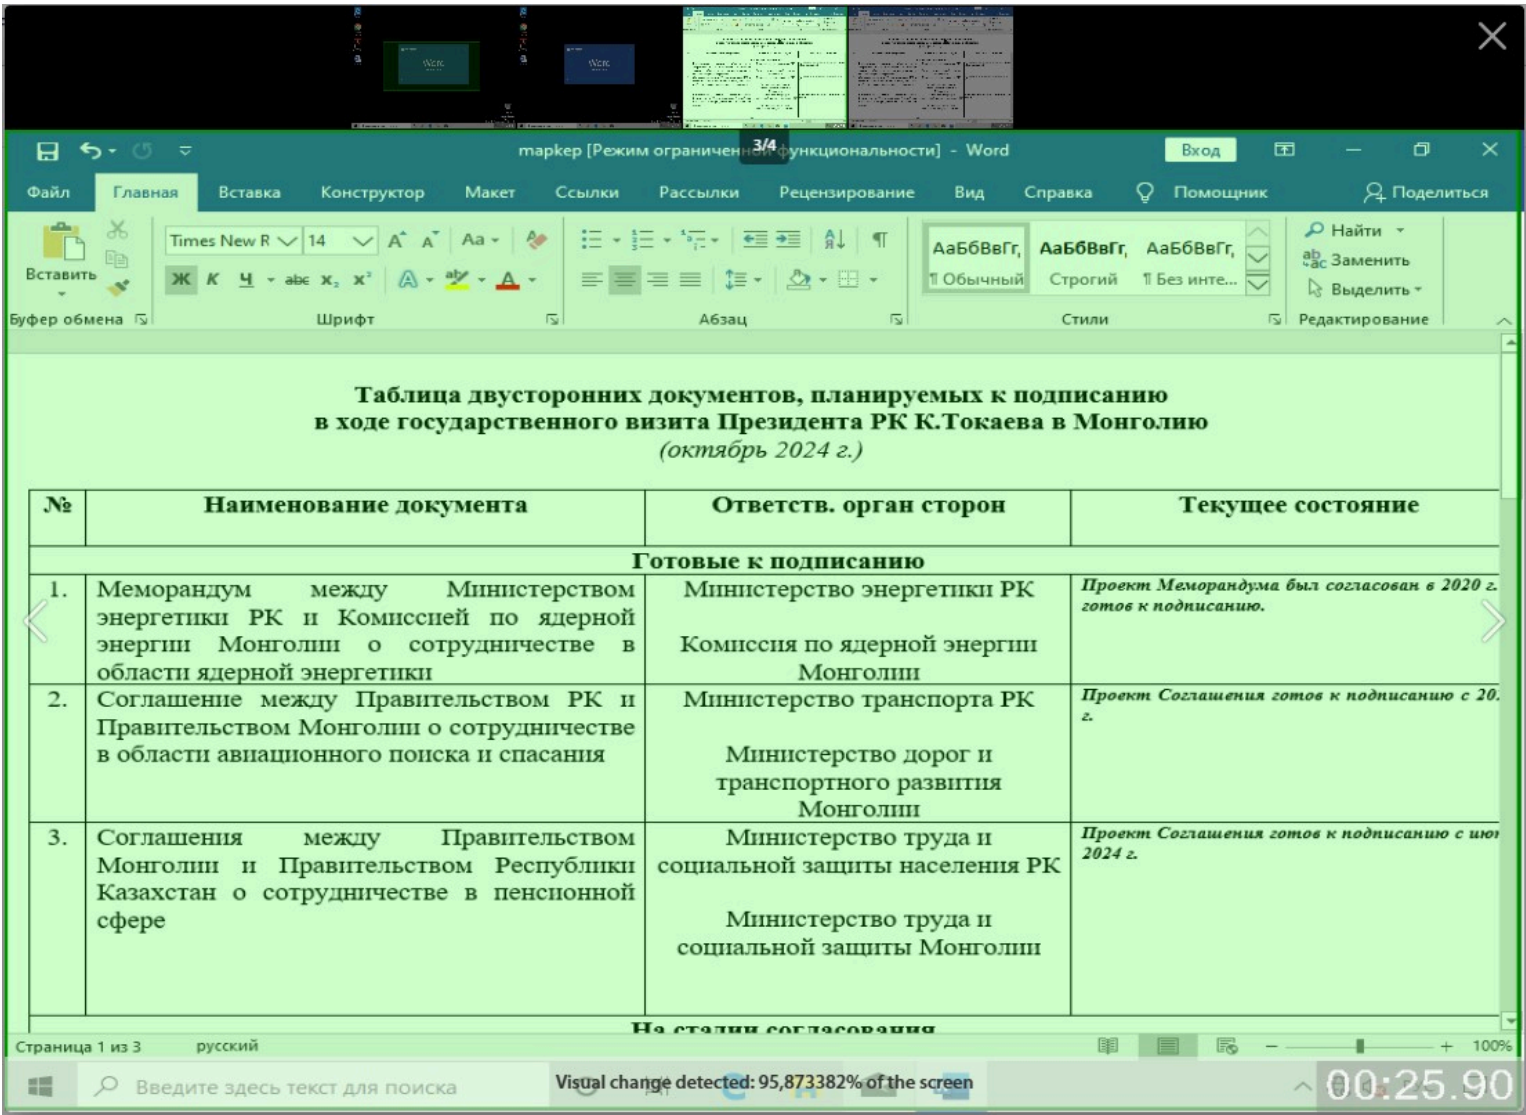 3/4
маркер [Режим ограниченной функциональности] - Word
Вход
Файл Главная Вставка Конструктор Макет Ссылки Рассылки Рецензирование Вид Справка Помощник Поделиться
Вставить
Times New R 14 Аа
Ж К Ч abc x₂ x² A aby A
АаБбВвГг, АаБбВвГг, АаБбВвГг,
¶ Обычный Строгий ¶ Без инте...
Найти
Заменить
Выделить
Буфер обмена Шрифт Абзац Стили Редактирование
Таблица двусторонних документов, планируемых к подписанию
в ходе государственного визита Президента РК К.Токаева в Монголию
(октябрь 2024 г.)
№ Наименование документа Ответств. орган сторон Текущее состояние
Готовые к подписанию
1. Меморандум между Министерством
энергетики РК и Комиссией по ядерной
энергии Монголии о сотрудничестве в
области ядерной энергетики
Министерство энергетики РК
Комиссия по ядерной энергии
Монголии
Проект Меморандума был согласован в 2020 г.
готов к подписанию.
2. Соглашение между Правительством РК и
Правительством Монголии о сотрудничестве
в области авиационного поиска и спасания
Министерство транспорта РК
Министерство дорог и
транспортного развития
Монголии
Проект Соглашения готов к подписанию с 20
г.
3. Соглашения между Правительством
Монголии и Правительством Республики
Казахстан о сотрудничестве в пенсионной
сфере
Министерство труда и
социальной защиты населения РК
Министерство труда и
социальной защиты Монголии
Проект Соглашения готов к подписанию с
2024 г.
На стадии согласования
Страница 1 из 3 русский 100%
Введите здесь текст для поиска
Visual change detected: 95,873382% of the screen
00:25.90